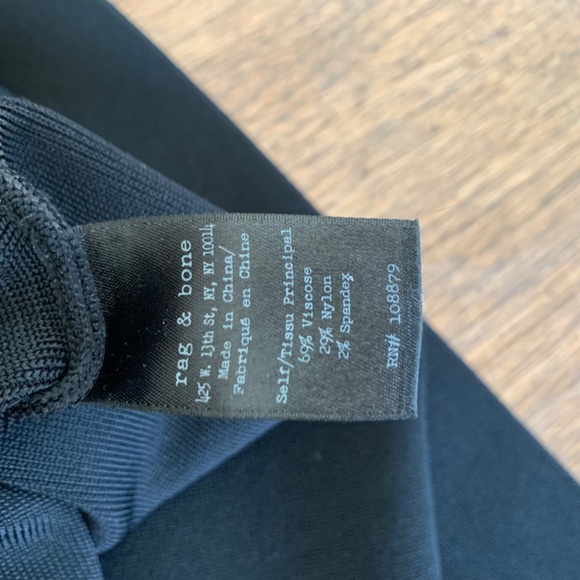 rag & bone
425 W. 13th St, NY, NY 10014
Made in China/
Fabriqué en Chine
Self/Tissu Principal
69% Viscose
29% Nylon
2% Spandex
RN# 108879